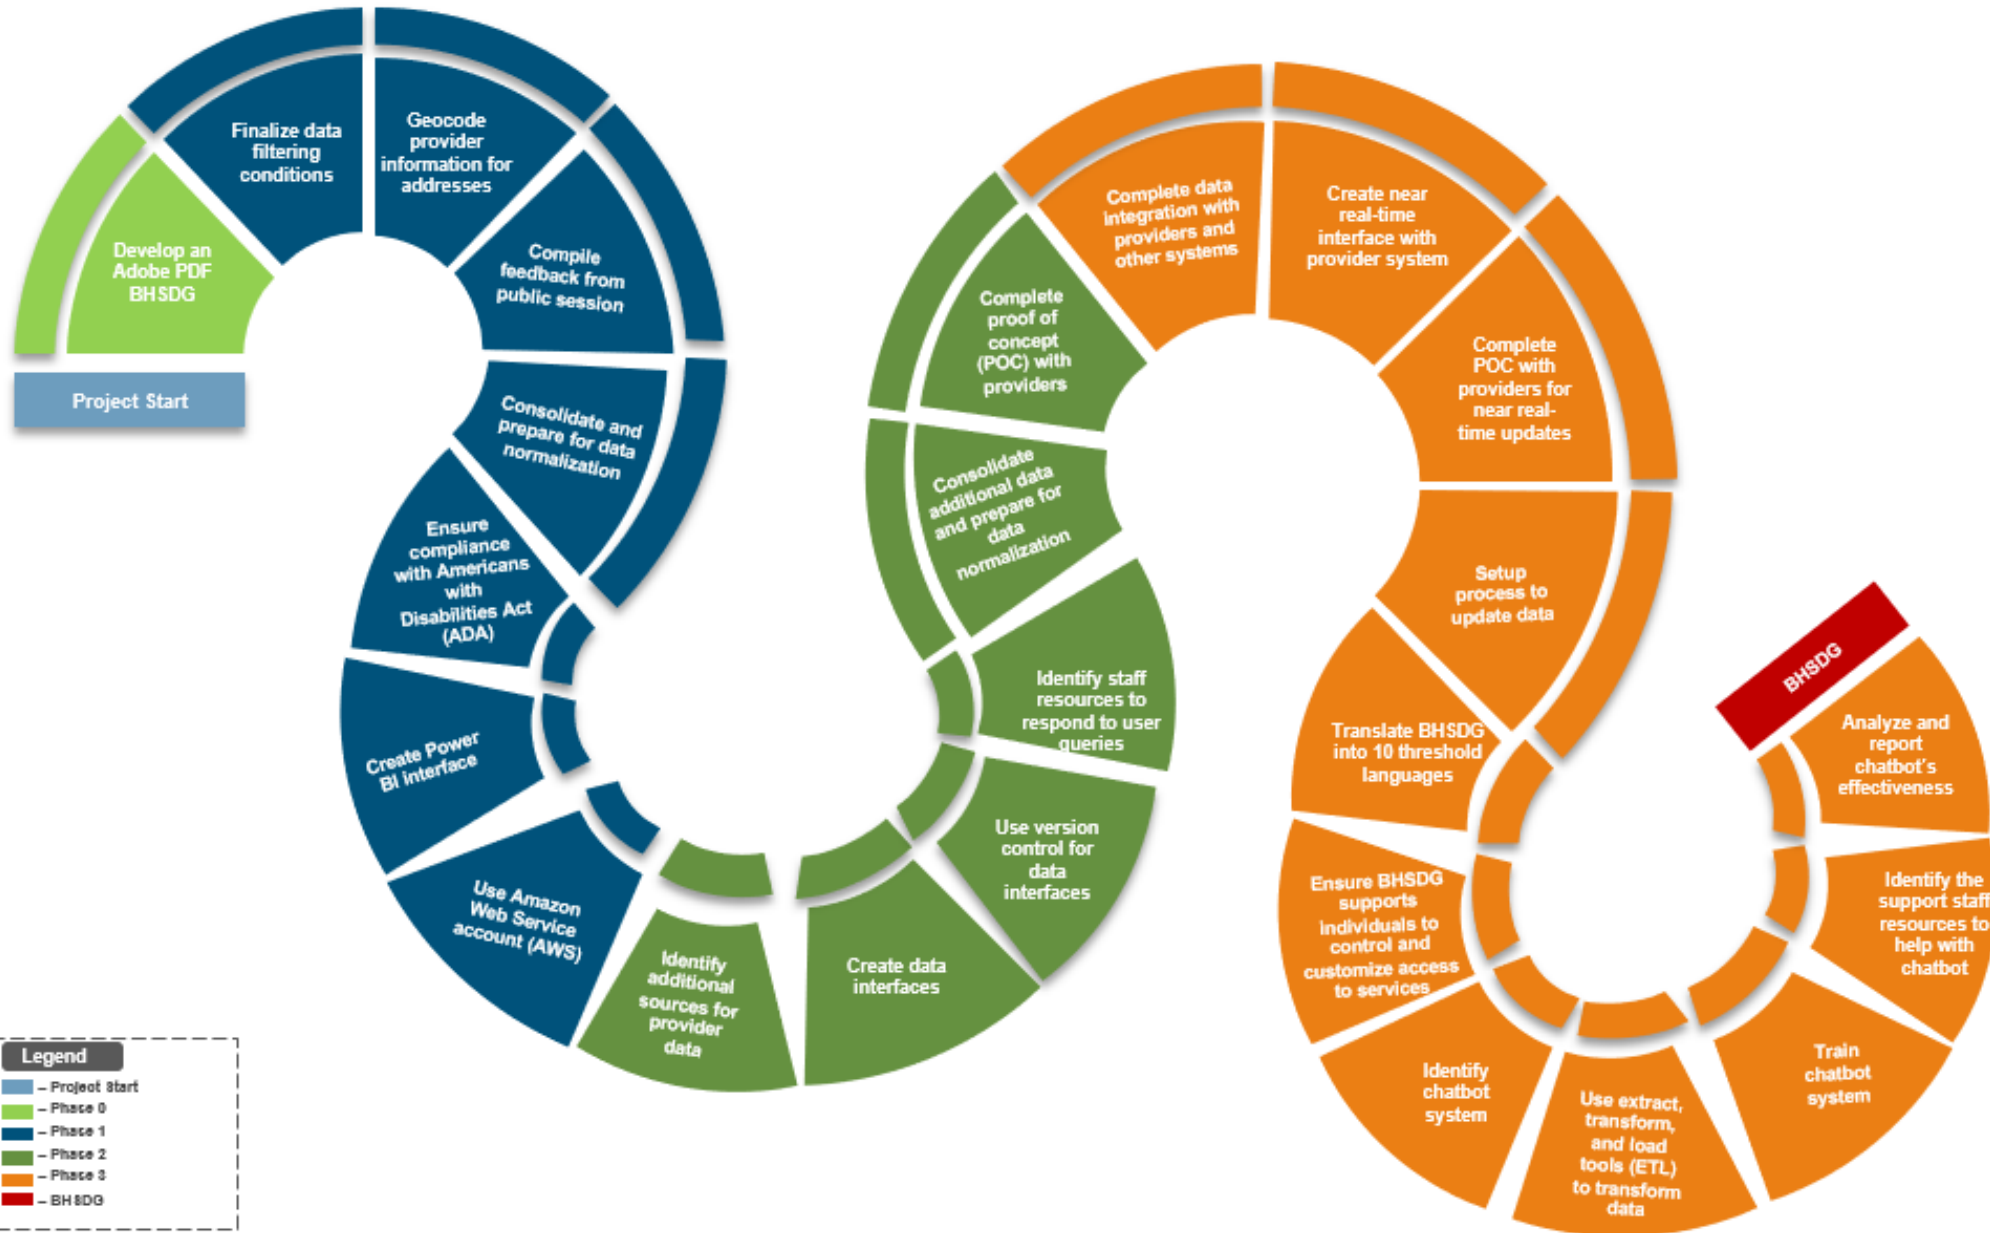 Project Start
Develop an
Adobe PDF
BHSDG
Finalize data
filtering
conditions
Geocode
provider
information for
addresses
Compile
feedback from
public session
Consolidate and
prepare for data
normalization
Ensure
compliance
with Americans
with
Disabilities Act
(ADA)
Create Power
BI interface
Use Amazon
Web Service
account (AWS)
Identify
additional
sources for
provider
data
Create data
interfaces
Use version
control for
data
interfaces
Identify staff
resources to
respond to user
queries
Consolidate
additional data
and prepare for
data
normalization
Complete
proof of
concept
(POC) with
providers
Complete data
integration with
providers and
other systems
Create near
real-time
interface with
provider system
Complete
POC with
providers for
near real-
time updates
Setup
process to
update data
Translate BHSDG
into 10 threshold
languages
Ensure BHSDG
supports
individuals to
control and
customize access
to services
Identify
chatbot
system
Use extract,
transform,
and load
tools (ETL)
to transform
data
Train
chatbot
system
Identify the
support staff
resources to
help with
chatbot
Analyze and
report
chatbot's
effectiveness
BHSDG
Legend
– Project Start
– Phase 0
– Phase 1
– Phase 2
– Phase 3
– BHSDG